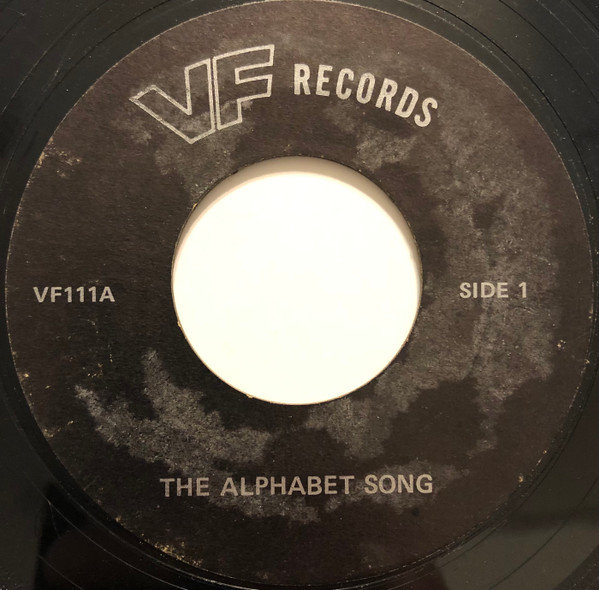 VF RECORDS
VF111A
SIDE 1
THE ALPHABET SONG